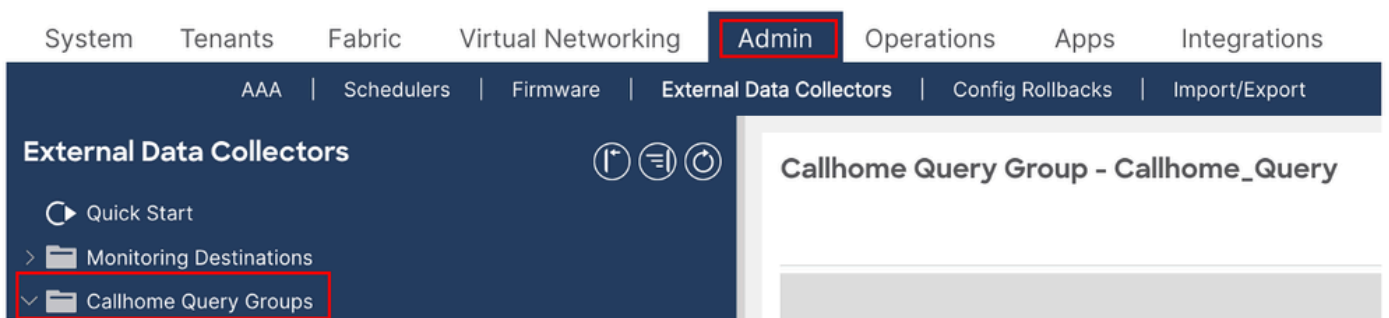 System Tenants Fabric Virtual Networking Admin Operations Apps Integrations
AAA | Schedulers | Firmware | External Data Collectors | Config Rollbacks | Import/Export
External Data Collectors
Callhome Query Group - Callhome_Query
Quick Start
Monitoring Destinations
Callhome Query Groups